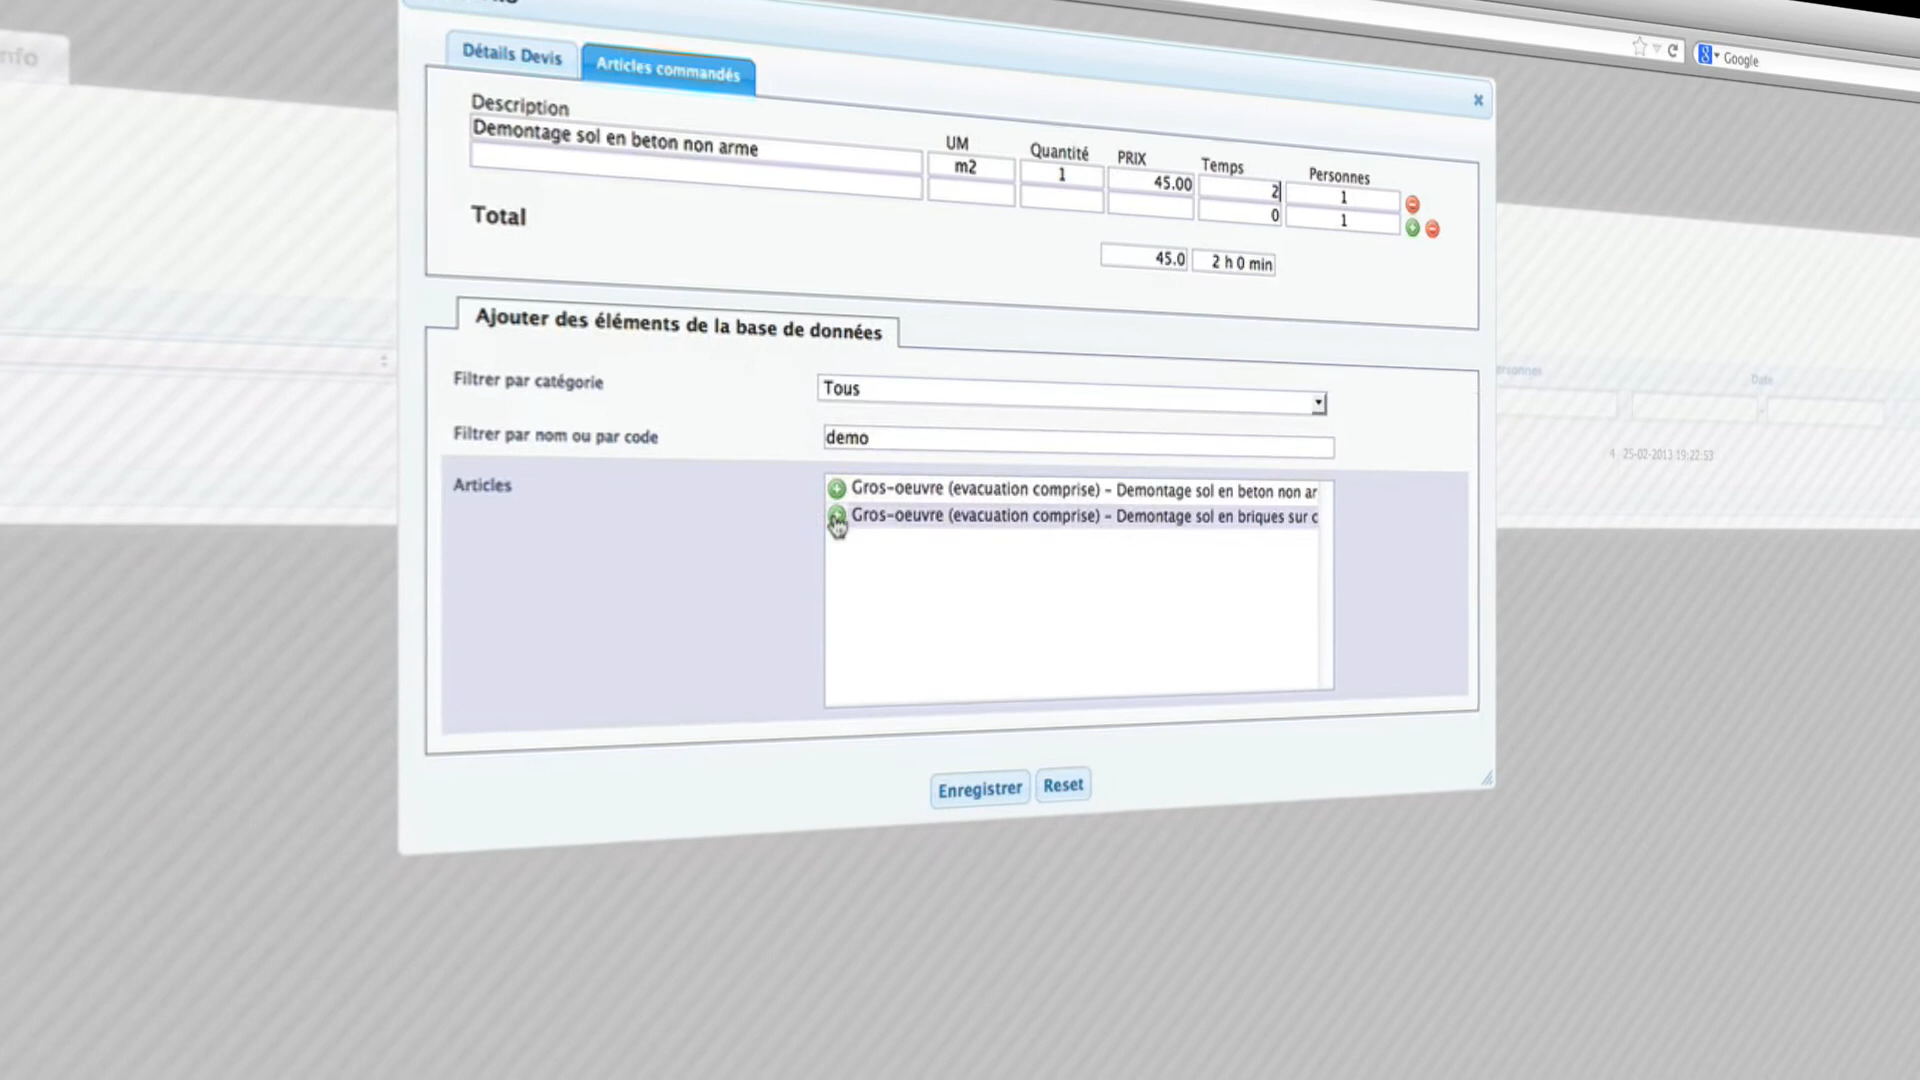 nfo
Google
Détails Devis
Articles commandés
Description
UM
Quantité
PRIX
Temps
Personnes
Demontage sol en beton non arme
m2
1
45.00
2
1
0
1
Total
45.0
2 h 0 min
Ajouter des éléments de la base de données
Filtrer par catégorie
Tous
Filtrer par nom ou par code
demo
Articles
Gros-oeuvre (evacuation comprise) - Demontage sol en beton non ar
Gros-oeuvre (evacuation comprise) - Demontage sol en briques sur c
Enregistrer
Reset
ersonnes
Date
4 25-02-2013 19:22:53